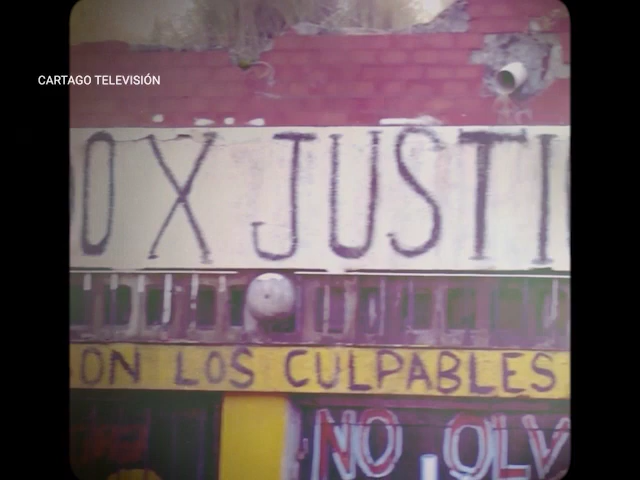 CARTAGO TELEVISIÓN
OX JUSTI
ON LOS CULPABLES
NO OLV